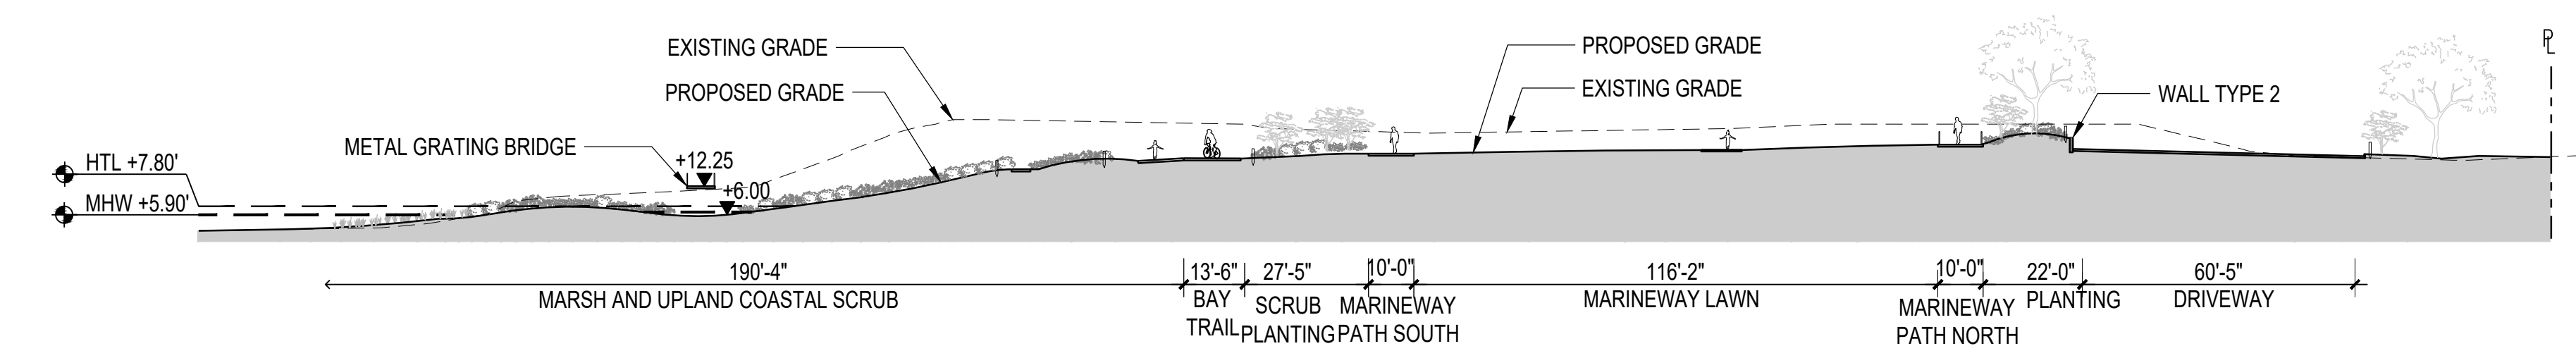 EXISTING GRADE
PROPOSED GRADE
METAL GRATING BRIDGE
HTL +7.80'
MHW +5.90'
+12.25
+6.00
PROPOSED GRADE
EXISTING GRADE
WALL TYPE 2
PL
190'-4"
MARSH AND UPLAND COASTAL SCRUB
13'-6"
BAY
TRAIL
27'-5"
SCRUB
PLANTING
10'-0"
MARINEWAY
PATH SOUTH
116'-2"
MARINEWAY LAWN
10'-0"
MARINEWAY
PATH NORTH
22'-0"
PLANTING
60'-5"
DRIVEWAY